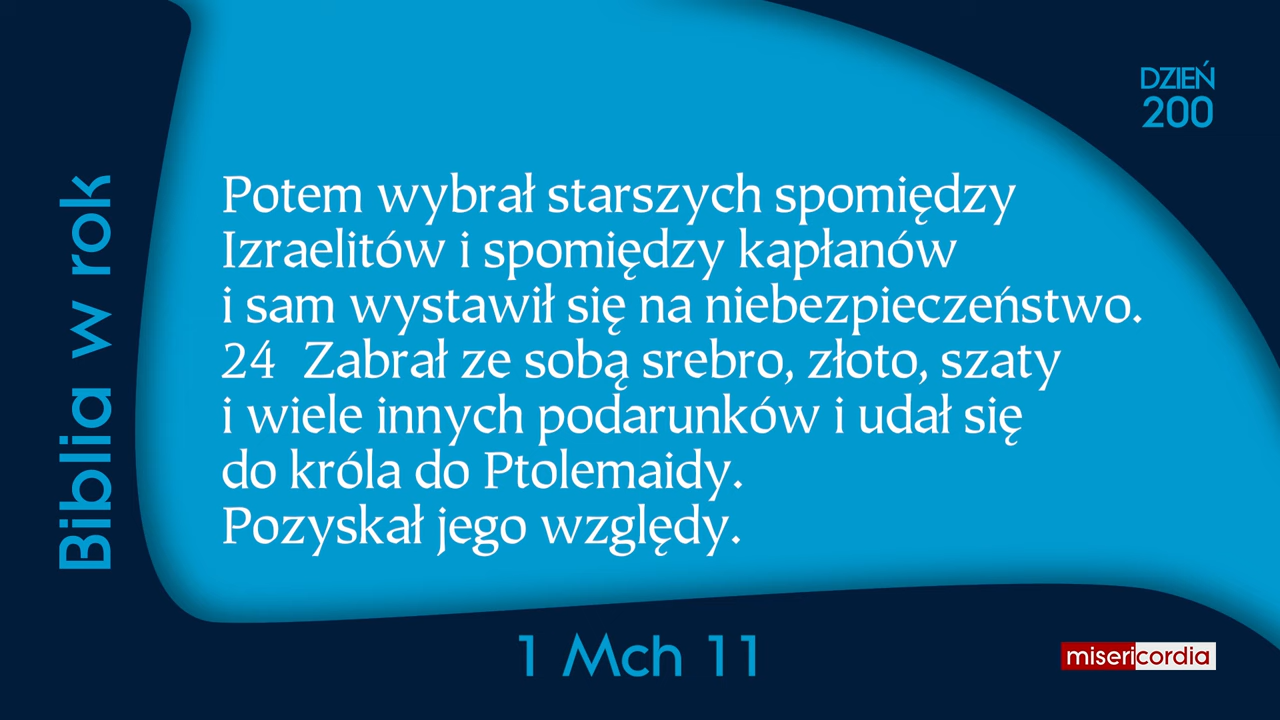 DZIEŃ
200
Biblia w rok
Potem wybrał starszych spomiędzy
Izraelitów i spomiędzy kapłanów
i sam wystawił się na niebezpieczeństwo.
24 Zabrał ze sobą srebro, złoto, szaty
i wiele innych podarunków i udał się
do króla do Ptolemaidy.
Pozyskał jego względy.
1 Mch 11
misericordia